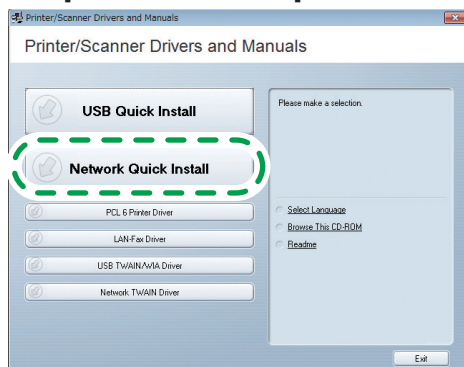 Printer/Scanner Drivers and Manuals
Printer/Scanner Drivers and Manuals
USB Quick Install
Please make a selection.
Network Quick Install
PCL 6 Printer Driver
Select Language
Browse This CD-ROM
LAN-Fax Driver
Readme
USB TWAIN/WIA Driver
Network TWAIN Driver
Exit